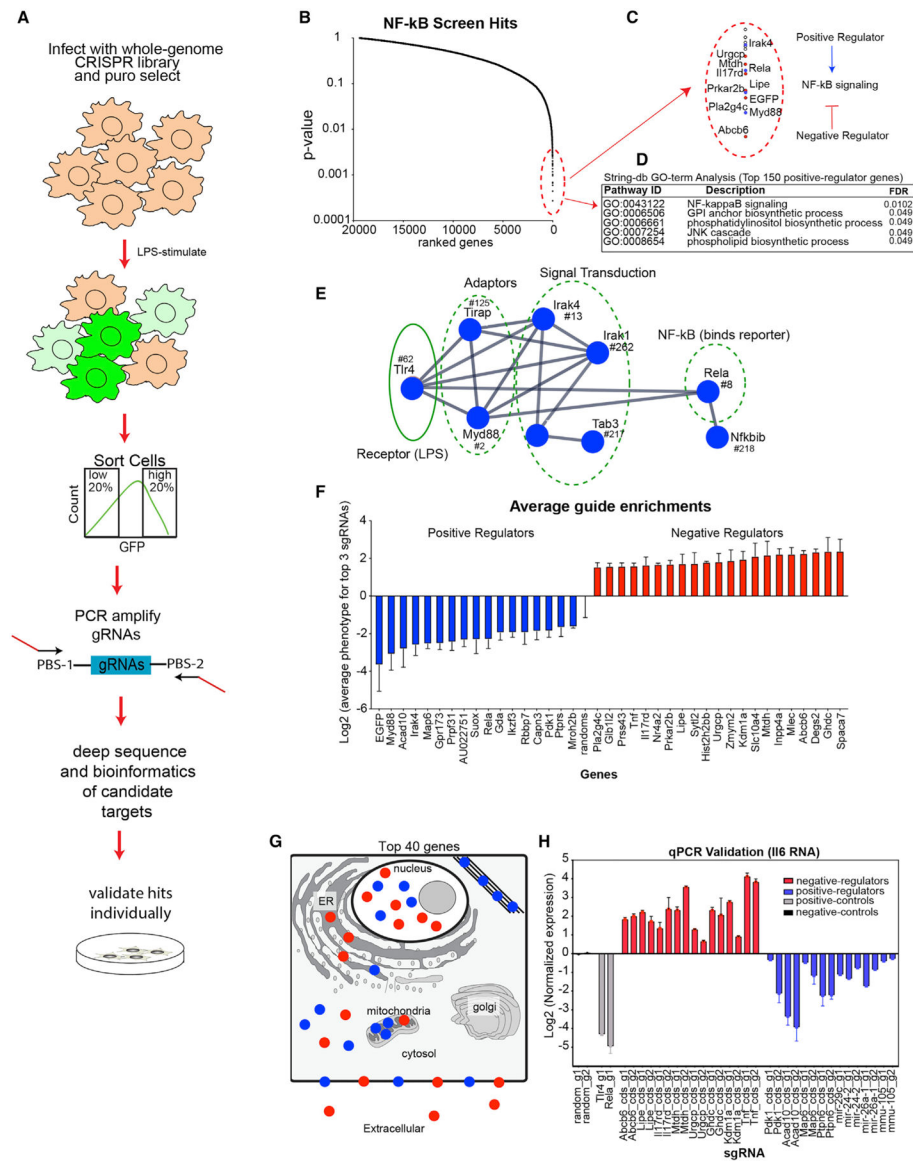 A
Infect with whole-genome
CRISPR library
and puro select
LPS-stimulate
Sort Cells
low
20%
high
20%
Count
GFP
PCR amplify
gRNAs
PBS-1
gRNAs
PBS-2
deep sequence
and bioinformatics
of candidate
targets
validate hits
individually
B
NF-kB Screen Hits
p-value
1
0.1
0.01
0.001
0.0001
20000
15000
10000
5000
0
ranked genes
C
Irak4
Urgcp
Mtdh
Rela
Il17rd
Lipe
Prkar2b
EGFP
Pla2g4c
Myd88
Abcb6
Positive Regulator
NF-kB signaling
Negative Regulator
D
String-db GO-term Analysis (Top 150 positive-regulator genes)
Pathway ID Description FDR
GO:0043122 NF-kappaB signaling 0.0102
GO:0006506 GPI anchor biosynthetic process 0.049
GO:0006661 phosphatidylinositol biosynthetic process 0.049
GO:0007254 JNK cascade 0.049
GO:0008654 phospholipid biosynthetic process 0.049
E
Signal Transduction
Adaptors
#125
Tirap
Irak4
#13
Irak1
#262
NF-kB (binds reporter)
#62
Tlr4
Rela
#8
Myd88
#2
Tab3
#217
Nfkbib
#218
Receptor (LPS)
F
Average guide enrichments
Positive Regulators
Negative Regulators
Log2 (average phenotype for top 3 sgRNAs)
4
2
0
-2
-4
-6
EGFP
Myd88
Acad10
Irak4
Map6
Gpr173
Prpf31
AU022751
Suox
Rela
Gda
Ikzf3
Rbbp7
Capn3
Pdk1
Ptprs
Mroh2b
randoms
Pla2g4c
Glb1l2
Prss43
Tnf
Il17rd
Nr4a2
Prkar2b
Lipe
Sytl2
Hist2h2bb
Urgcp
Zmym2
Kdm1a
Slc10a4
Mtdh
Inpp4a
Mlec
Abcb6
Degs2
Ghdc
Spaca7
Genes
G
Top 40 genes
nucleus
ER
mitochondria
golgi
cytosol
Extracellular
H
qPCR Validation (Il6 RNA)
negative-regulators
positive-regulators
positive-controls
negative-controls
Log2 (Normalized expression)
5
4
3
2
1
0
-1
-2
-3
-4
-5
random_g1
random_g2
Tlr4_g1
Rela_g1
Abcb6_cds_g1
Abcb6_cds_g2
Lipe_cds_g1
Lipe_cds_g2
Il17rd_cds_g1
Il17rd_cds_g2
Mtdh_cds_g1
Mtdh_cds_g2
Urgcp_cds_g1
Urgcp_cds_g2
Ghdc_cds_g1
Ghdc_cds_g2
Kdm1a_cds_g1
Kdm1a_cds_g2
Tnf_cds_g1
Tnf_cds_g2
Pdk1_cds_g1
Pdk1_cds_g2
Acad10_cds_g1
Acad10_cds_g2
Map6_cds_g1
Map6_cds_g2
Ptpn6_cds_g1
Ptpn6_cds_g2
mir-29c_g1
mir-24-2_g1
mir-24-2_g2
mir-26a-1_g1
mir-26a-1_g2
mmu-105_g1
mmu-105_g2
sgRNA